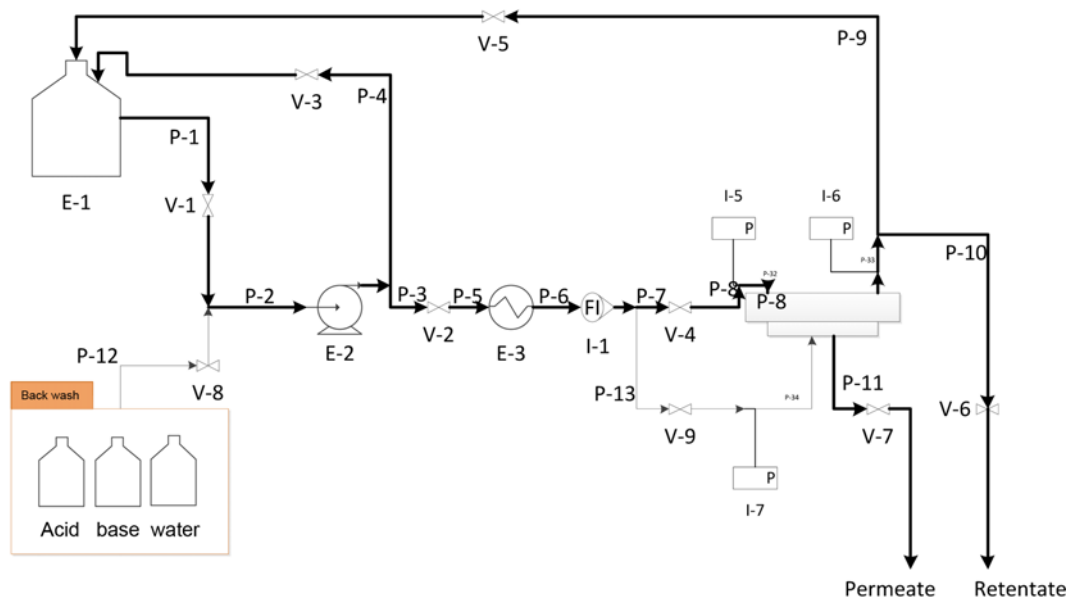 P-9
V-5
P-4
V-3
P-1
E-1
I-5
I-6
P
P
V-1
P-10
P-33
P-32
P-2
P-3
P-5
P-6
P-7
P-8
P-8
FI
V-2
V-4
E-2
E-3
I-1
P-12
V-8
P-11
P-13
P-34
V-9
V-7
V-6
Back wash
P
I-7
Acid base water
Permeate Retentate